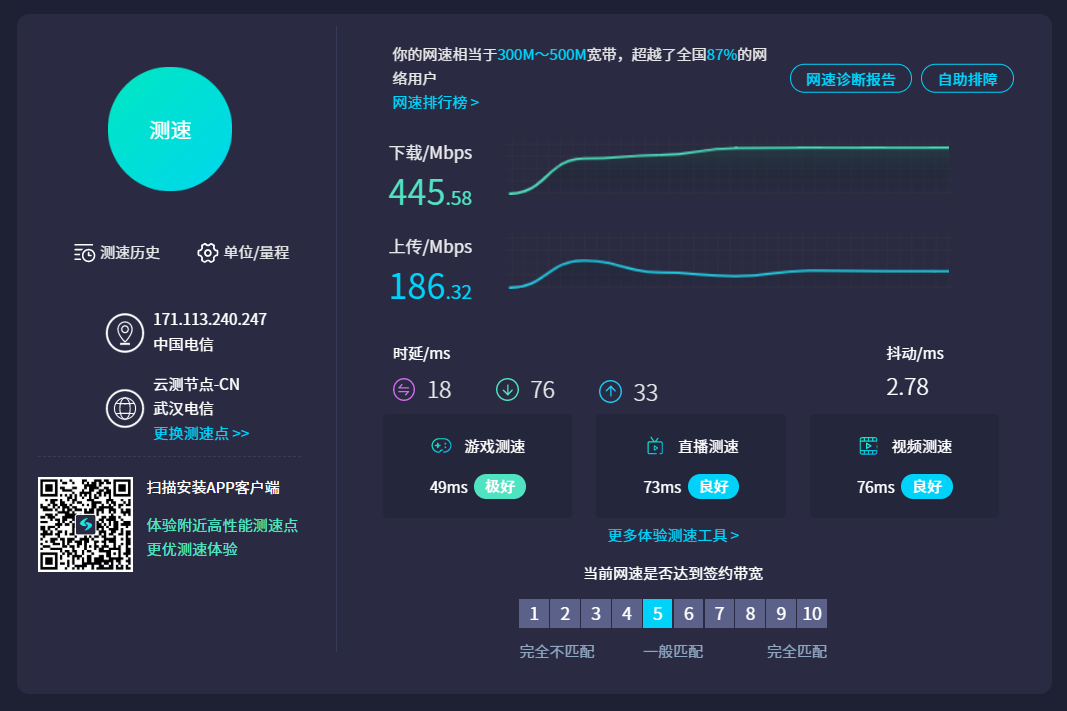 测速
测速历史
单位/量程
171.113.240.247
中国电信
云测节点-CN
武汉电信
更换测速点 >>
扫描安装APP客户端
体验附近高性能测速点
更优测速体验
你的网速相当于300M～500M宽带，超越了全国87%的网
络用户
网速排行榜 >
网速诊断报告
自助排障
下载/Mbps
445.58
上传/Mbps
186.32
时延/ms
18
76
33
抖动/ms
2.78
游戏测速
49ms 极好
直播测速
73ms 良好
视频测速
76ms 良好
更多体验测速工具 >
当前网速是否达到签约带宽
1 2 3 4 5 6 7 8 9 10
完全不匹配 一般匹配 完全匹配